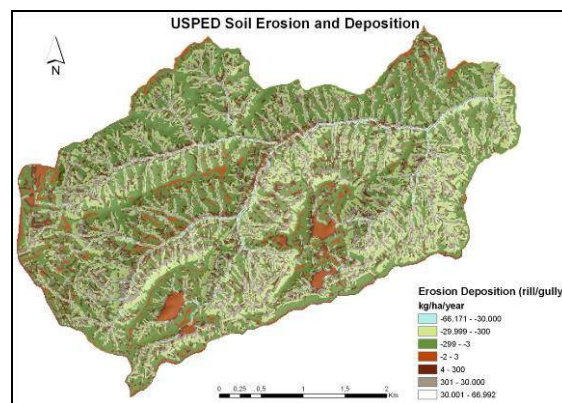 USPED Soil Erosion and Deposition
N
Erosion Deposition (rill/gully
kg/ha/year
-66.171 - -30.000
-29.999 - -300
-299 - -3
-2 - 3
4 - 300
301 - 30.000
30.001 - 66.992
0 0,25 0,5 1 1,5 2
Km